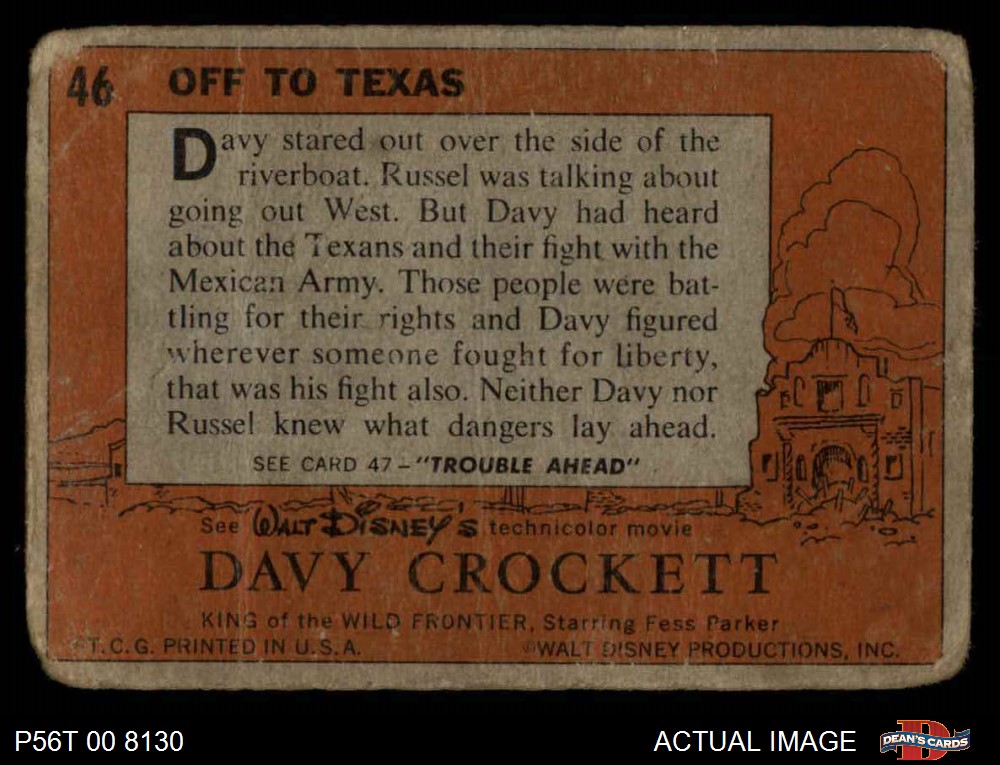 46 OFF TO TEXAS
Davy stared out over the side of the
riverboat. Russel was talking about
going out West. But Davy had heard
about the Texans and their fight with the
Mexican Army. Those people were bat-
tling for their rights and Davy figured
wherever someone fought for liberty,
that was his fight also. Neither Davy nor
Russel knew what dangers lay ahead.
SEE CARD 47 – "TROUBLE AHEAD"
See WALT DISNEY'S technicolor movie
DAVY CROCKETT
KING of the WILD FRONTIER, Starring Fess Parker
©T.C.G. PRINTED IN U.S.A. ©WALT DISNEY PRODUCTIONS, INC.
P56T 00 8130 ACTUAL IMAGE DEAN'S CARDS